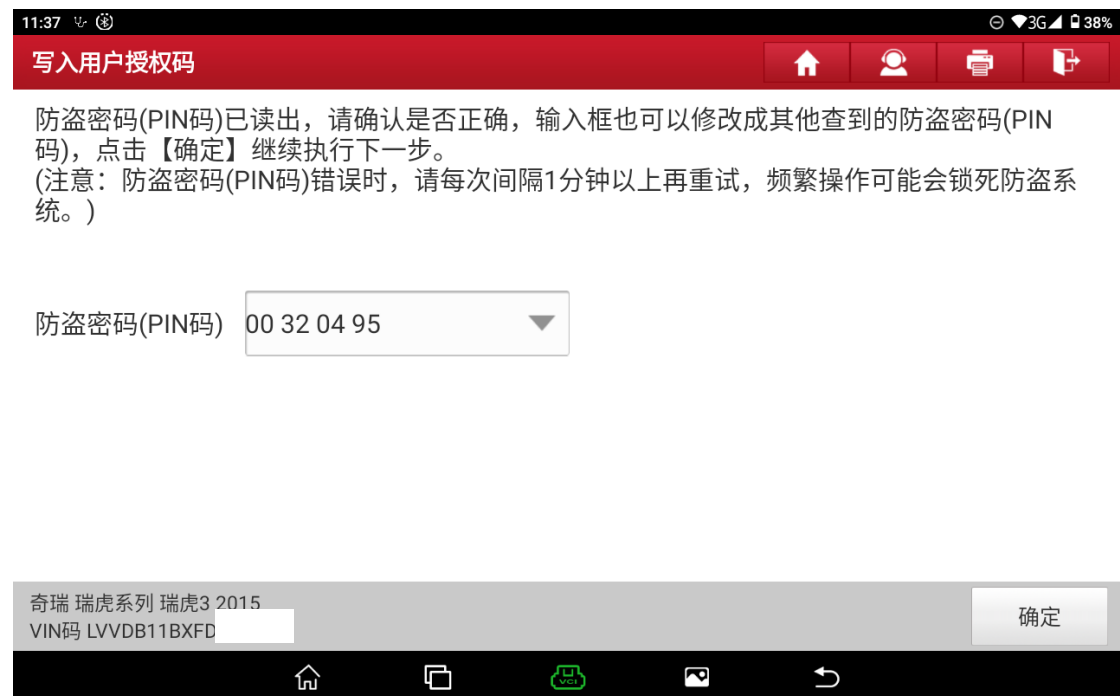 11:37
3G 38%
写入用户授权码
防盗密码(PIN码)已读出，请确认是否正确，输入框也可以修改成其他查到的防盗密码(PIN
码)，点击【确定】继续执行下一步。
(注意：防盗密码(PIN码)错误时，请每次间隔1分钟以上再重试，频繁操作可能会锁死防盗系
统。)
防盗密码(PIN码) 00 32 04 95
奇瑞 瑞虎系列 瑞虎3 2015
VIN码 LVVDB11BXFD
确定
VCI